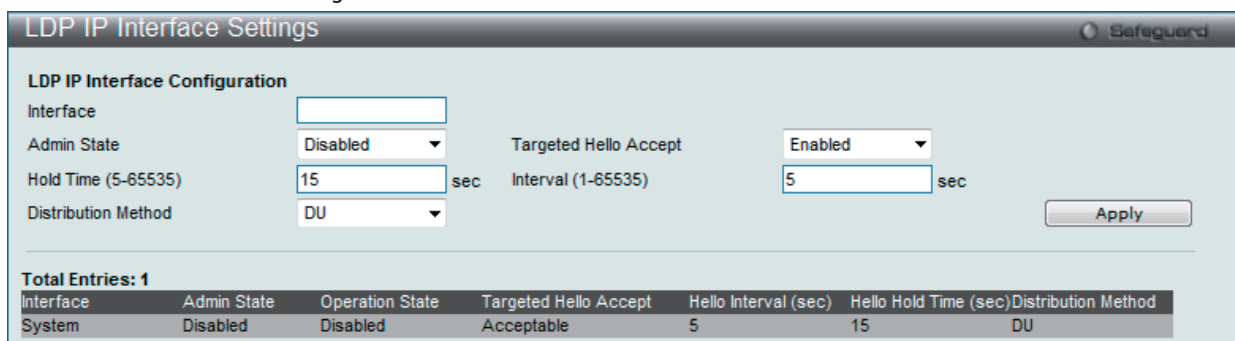 LDP IP Interface Settings Safeguard
LDP IP Interface Configuration
Interface
Admin State Disabled Targeted Hello Accept Enabled
Hold Time (5-65535) 15 sec Interval (1-65535) 5 sec
Distribution Method DU Apply
Total Entries: 1
Interface Admin State Operation State Targeted Hello Accept Hello Interval (sec) Hello Hold Time (sec) Distribution Method
System Disabled Disabled Acceptable 5 15 DU